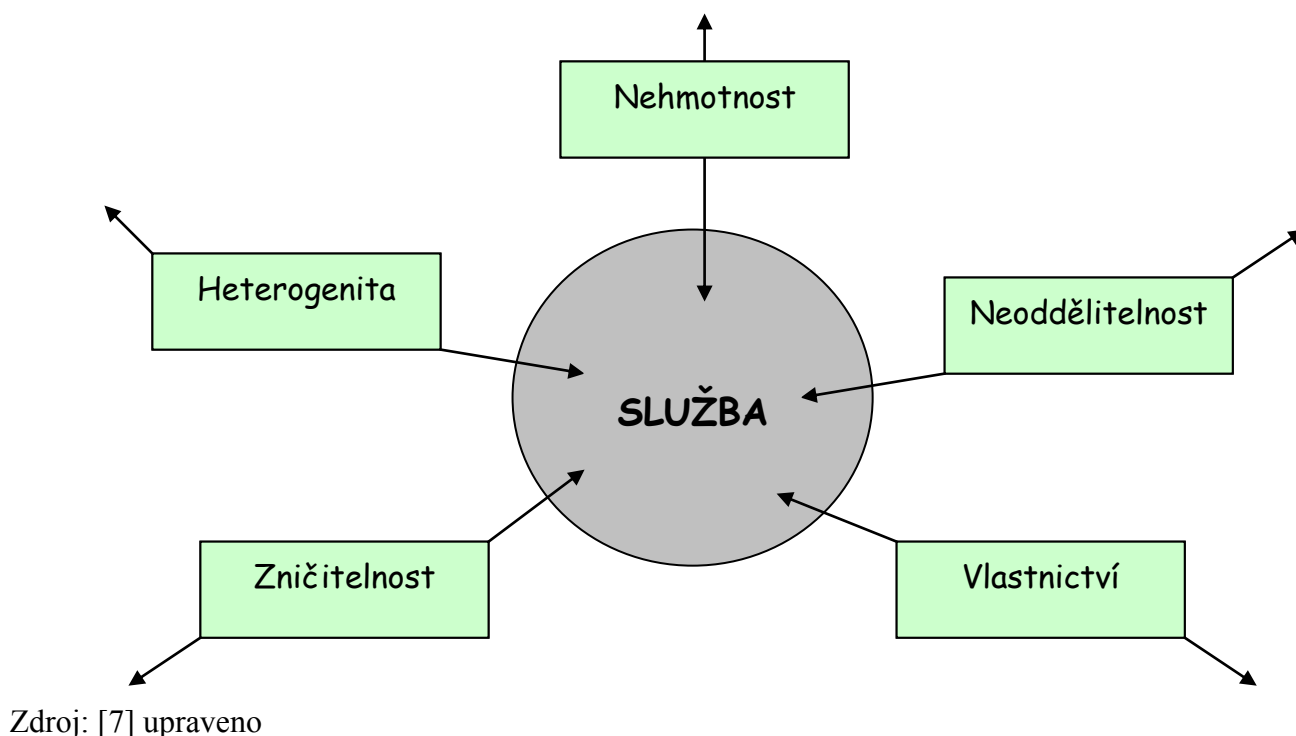 Nehmotnost
Heterogenita
Neoddělitelnost
SLUŽBA
Zničitelnost
Vlastnictví
Zdroj: [7] upraveno